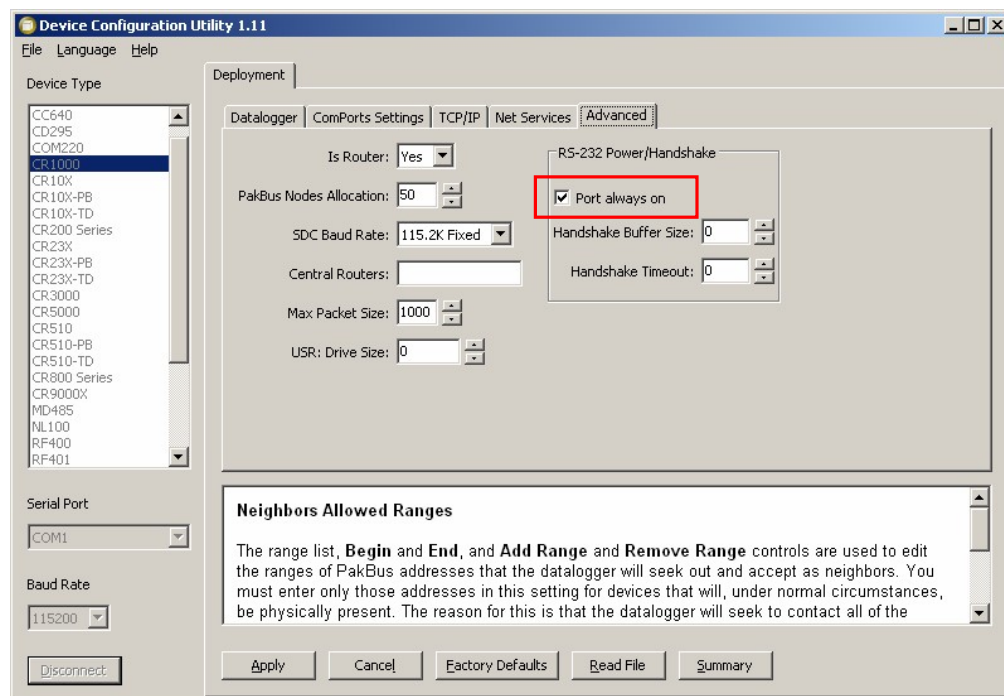 Device Configuration Utility 1.11
File Language Help
Device Type
CC640
CD295
COM220
CR1000
CR10X
CR10X-PB
CR10X-TD
CR200 Series
CR23X
CR23X-PB
CR23X-TD
CR3000
CR5000
CR510
CR510-PB
CR510-TD
CR800 Series
CR9000X
MD485
NL100
RF400
RF401
Serial Port
COM1
Baud Rate
115200
Disconnect
Deployment
Datalogger ComPorts Settings TCP/IP Net Services Advanced
Is Router: Yes
PakBus Nodes Allocation: 50
SDC Baud Rate: 115.2K Fixed
Central Routers:
Max Packet Size: 1000
USR: Drive Size: 0
RS-232 Power/Handshake
Port always on
Handshake Buffer Size: 0
Handshake Timeout: 0
Neighbors Allowed Ranges
The range list, Begin and End, and Add Range and Remove Range controls are used to edit
the ranges of PakBus addresses that the datalogger will seek out and accept as neighbors. You
must enter only those addresses in this setting for devices that will, under normal circumstances,
be physically present. The reason for this is that the datalogger will seek to contact all of the
Apply Cancel Factory Defaults Read File Summary